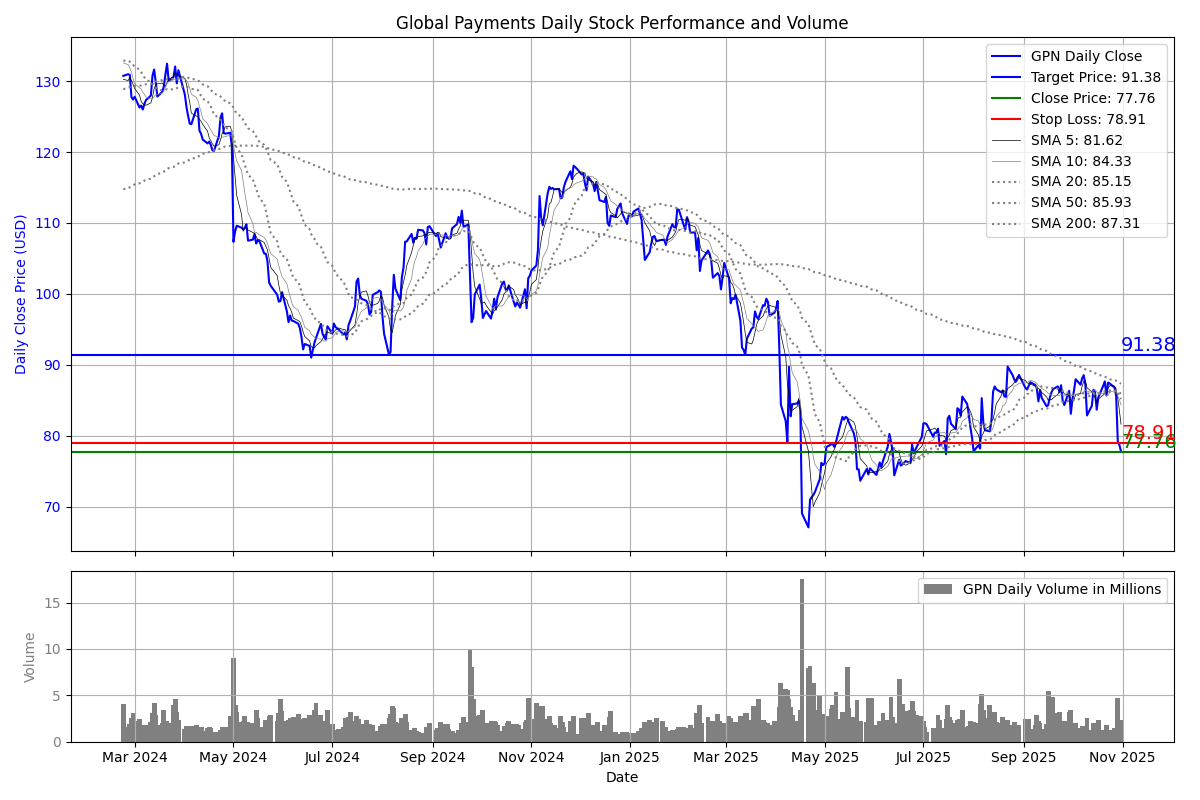 Global Payments Daily Stock Performance and Volume
Daily Close Price (USD)
130
120
110
100
90
80
70
GPN Daily Close
Target Price: 91.38
Close Price: 77.76
Stop Loss: 78.91
SMA 5: 81.62
SMA 10: 84.33
SMA 20: 85.15
SMA 50: 85.93
SMA 200: 87.31
91.38
78.91
77.76
Volume
15
10
5
0
GPN Daily Volume in Millions
Mar 2024 May 2024 Jul 2024 Sep 2024 Nov 2024 Jan 2025 Mar 2025 May 2025 Jul 2025 Sep 2025 Nov 2025
Date